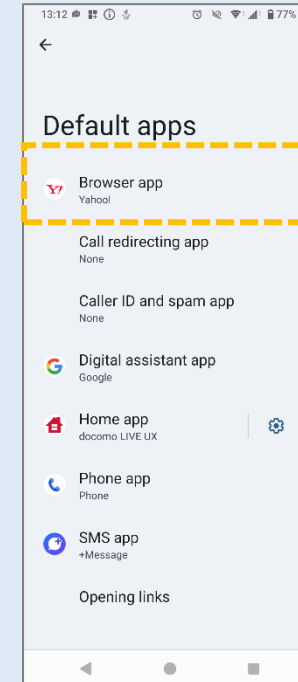 13:12 77%
Default apps
Browser app
Yahoo!
Call redirecting app
None
Caller ID and spam app
None
Digital assistant app
Google
Home app
docomo LIVE UX
Phone app
Phone
SMS app
+Message
Opening links